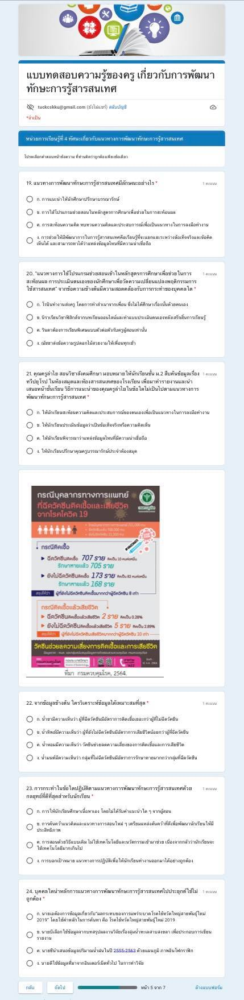 แบบทดสอบความรู้ของครู เกี่ยวกับการพัฒนา
ทักษะการรู้สารสนเทศ
tuckcskku@gmail.com (ยังไม่แชร์) สลับบัญชี
*จำเป็น
หน่วยการเรียนรู้ที่ 4 ทัศนะเกี่ยวกับแนวทางการพัฒนาทักษะการรู้สารสนเทศ
โปรดเลือกคำตอบหน้าข้อความ ที่ท่านคิดว่าถูกต้องเพียงข้อเดียว
19. แนวทางการพัฒนาทักษะการรู้สารสนเทศมีลักษณะอย่างไร * 1 คะแนน
ก. การแนะนำให้นักศึกษาปรึกษาบรรณารักษ์
ข. การใช้โปรแกรมช่วยสอนในหลักสูตรการศึกษาเพื่อช่วยในการสะท้อนผล
ค. การสะท้อนความคิด ทบทวนความคิดและประสบการณ์เพื่อเป็นแนวทางในการลงมือทำงาน
ง. การช่วยให้มีพัฒนาการในการรู้สารสนเทศคือเรียนรู้ที่จะแยกแยะระหว่างข้อเท็จจริงและข้อคิด
เห็นได้ และสามารถหาได้ว่าแหล่งข้อมูลไหนที่มีความน่าเชื่อถือ
20. "แนวทางการใช้โปรแกรมช่วยสอนเข้าในหลักสูตรการศึกษาเพื่อช่วยในการ 1 คะแนน
สะท้อนผล การประเมินตนเองของนักศึกษาเพื่อวัดความเปลี่ยนแปลงพฤติกรรมการ
ใช้สารสนเทศ" จากข้อความข้างต้นมีความสอดคล้องกับการกระทำของบุคคลใด *
ก. โรนินทำงานส่งครู โดยการทำสำเนาจากเพื่อน ซึ่งไม่ได้ศึกษาเรื่องนั้นด้วยตนเอง
ข. นิราเรียนวิชาฟิสิกส์จากบทเรียนออนไลน์และทำแบบประเมินตนเองหลังเสร็จสิ้นการเรียนรู้
ค. รินดาต้องการเรียนพิเศษแบบตัวต่อตัวกับครูผู้สอนเท่านั้น
ง. ณัชชาส่งข้อความรูปดอกไม้สวยงามให้เพื่อนทุกเช้า
21. คุณครูลำไย สอนวิชาสังคมศึกษา มอบหมายให้นักเรียนชั้น ม.2 สืบค้นข้อมูลเรื่อง 1 คะแนน
ทวีปยุโรป ในห้องสมุดและห้องสารสนเทศของโรงเรียน เพื่อมาทำรายงานและนำ
เสนอหน้าชั้นเรียน วิธีการแนะนำของคุณครูลำไยในข้อใดไม่เป็นไปตามแนวทางการ
พัฒนาทักษะการรู้สารสนเทศ *
ก. ให้นักเรียนสะท้อนความคิดและประสบการณ์ของตนเองเพื่อเป็นแนวทางในการลงมือทำงาน
ข. ให้นักเรียนประเมินข้อมูลว่าเป็นข้อเท็จจริงหรือความคิดเห็น
ค. ให้นักเรียนพิจารณาว่าแหล่งข้อมูลไหนที่มีความน่าเชื่อถือ
ง. ให้นักเรียนปรึกษาคุณครูบรรณารักษ์ประจำห้องสมุด
กรณีบุคลากรทางการแพทย์
ที่ฉีดวัคซีนติดเชื้อและเสียชีวิต
จากโรคโควิด 19
#VACCINATE
กรณีติดเชื้อ
ฉีดวัคซีนติดเชื้อ 707 ราย คิดเป็น 10 คนต่อหมื่น
รักษาหายแล้ว 705 ราย
ยังไม่ฉีดวัคซีนติดเชื้อ 173 ราย คิดเป็น 82 คนต่อหมื่น
รักษาหายแล้ว 168 ราย
สรุปได้ว่า ผู้ที่ยังไม่ฉีดวัคซีนติดเชื้อมากกว่าผู้ฉีดวัคซีน 8 เท่า
กรณีติดเชื้อแล้วเสียชีวิต
ฉีดวัคซีนติดเชื้อแล้วเสียชีวิต 2 ราย คิดเป็น 0.28%
ยังไม่ฉีดวัคซีนติดเชื้อแล้วเสียชีวิต 5 ราย คิดเป็น 2.89%
สรุปได้ว่า ผู้ที่ยังไม่ฉีดวัคซีนเสียชีวิตมากกว่าผู้ฉีดวัคซีน 10 เท่า
วัคซีนช่วยลดความเสี่ยงการติดเชื้อและการเสียชีวิต
กรมควบคุมโรค กองระบาดวิทยา 1422
ที่มา กรมควบคุมโรค, 2564.
22. จากข้อมูลข้างต้น ใครวิเคราะห์ข้อมูลได้เหมาะสมที่สุด * 1 คะแนน
ก. น้ำชามีความเห็นว่า ผู้ที่ฉีดวัคซีนมีอัตราการติดเชื้อเยอะกว่าผู้ที่ไม่ฉีดวัคซีน
ข. น้ำทิพย์มีความเห็นว่า ผู้ที่ยังไม่ฉีดวัคซีนมีอัตราการเสียชีวิตน้อยกว่าผู้ที่ฉีดวัคซีน
ค. น้ำหอมมีความเห็นว่า วัคซีนช่วยลดความเสี่ยงของการติดเชื้อและการเสียชีวิต
ง. น้ำมนต์มีความเห็นว่า กลุ่มที่ไม่ฉีดวัคซีนมีอัตราการรักษาหายมากกว่ากลุ่มที่ฉีดวัคซีน
23. การกระทำในข้อใดปฏิบัติตามแนวทางการพัฒนาทักษะการรู้สารสนเทศด้วย 1 คะแนน
กลยุทธ์ที่ดีที่สุดสำหรับนักเรียน *
ก. การให้นักเรียนศึกษาเนื้อหาเอง โดยไม่ได้รับคำแนะนำใด ๆ จากผู้สอน
ข. การค้นคว้าแนวคิดและแนวทางการสอนใหม่ ๆ เตรียมแหล่งค้นคว้าที่ดีเพื่อพัฒนานักเรียนให้มี
ประสิทธิภาพ
ค. การสอนด้วยวิธีแบบเดิม ไม่ใช้เทคโนโลยีและนวัตกรรมเข้ามาช่วย เนื่องจากกลัวว่านักเรียนจะ
ใช้เทคโนโลยีมากเกินไป
ง. การบอกเป้าหมาย แนวทางการปฏิบัติเพื่อให้นักเรียนทำงานออกมาได้อย่างถูกต้อง
24. บุคคลใดนำหลักการแนวทางการพัฒนาทักษะการรู้สารสนเทศไปประยุกต์ใช้ไม่ 1 คะแนน
ถูกต้อง *
ก. นายเอต้องการข้อมูลเกี่ยวกับ"ผลกระทบของการแพร่ระบาดโรคไข้หวัดใหญ่สายพันธุ์ใหม่
2019" โดยใช้คำหลักในการค้นหา คือ โรคไข้หวัดใหญ่สายพันธุ์ใหม่ 2019
ข. นายบีเลือกใช้ข้อมูลจากบทสรุปผลงานวิจัยเรื่องลุ่มน้ำทะเลสาบสงขลา เพื่อประกอบการเขียน
รายงาน
ค. นายซีนำเสนอข้อมูลปริมาณน้ำฝนในปี 2555-2563 ด้วยแผนภูมิ ภาพอินโฟกราฟิก
ง. นายดีใช้ข้อมูลที่มาจากอินเตอร์เน็ตทั่วไป ในการทำวิจัย
กลับ ถัดไป หน้า 5 จาก 7 ล้างแบบฟอร์ม